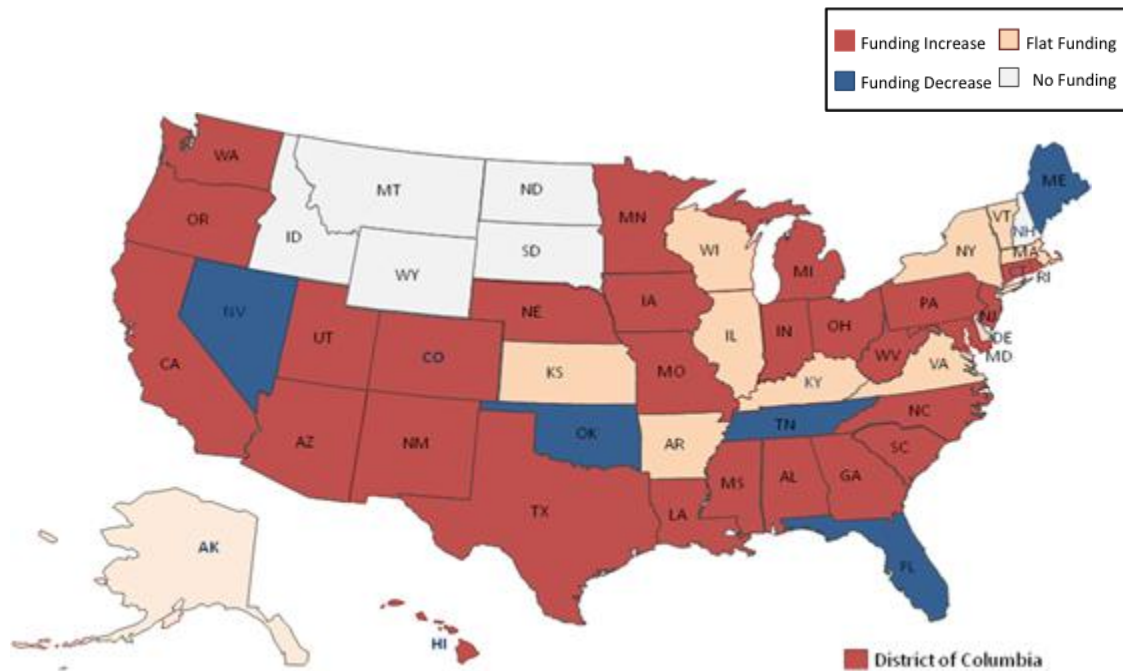 Funding Increase Flat Funding
Funding Decrease No Funding
WA
MT
ND
MN
ME
OR
ID
SD
WI
VT
NH
NY
MA
WY
MI
CT
RI
IA
PA
NE
NV
NJ
IL
IN
OH
UT
CO
DE
MD
CA
WV
VA
KS
MO
KY
NC
TN
OK
AR
AZ
NM
SC
MS
AL
GA
TX
LA
AK
FL
HI
District of Columbia